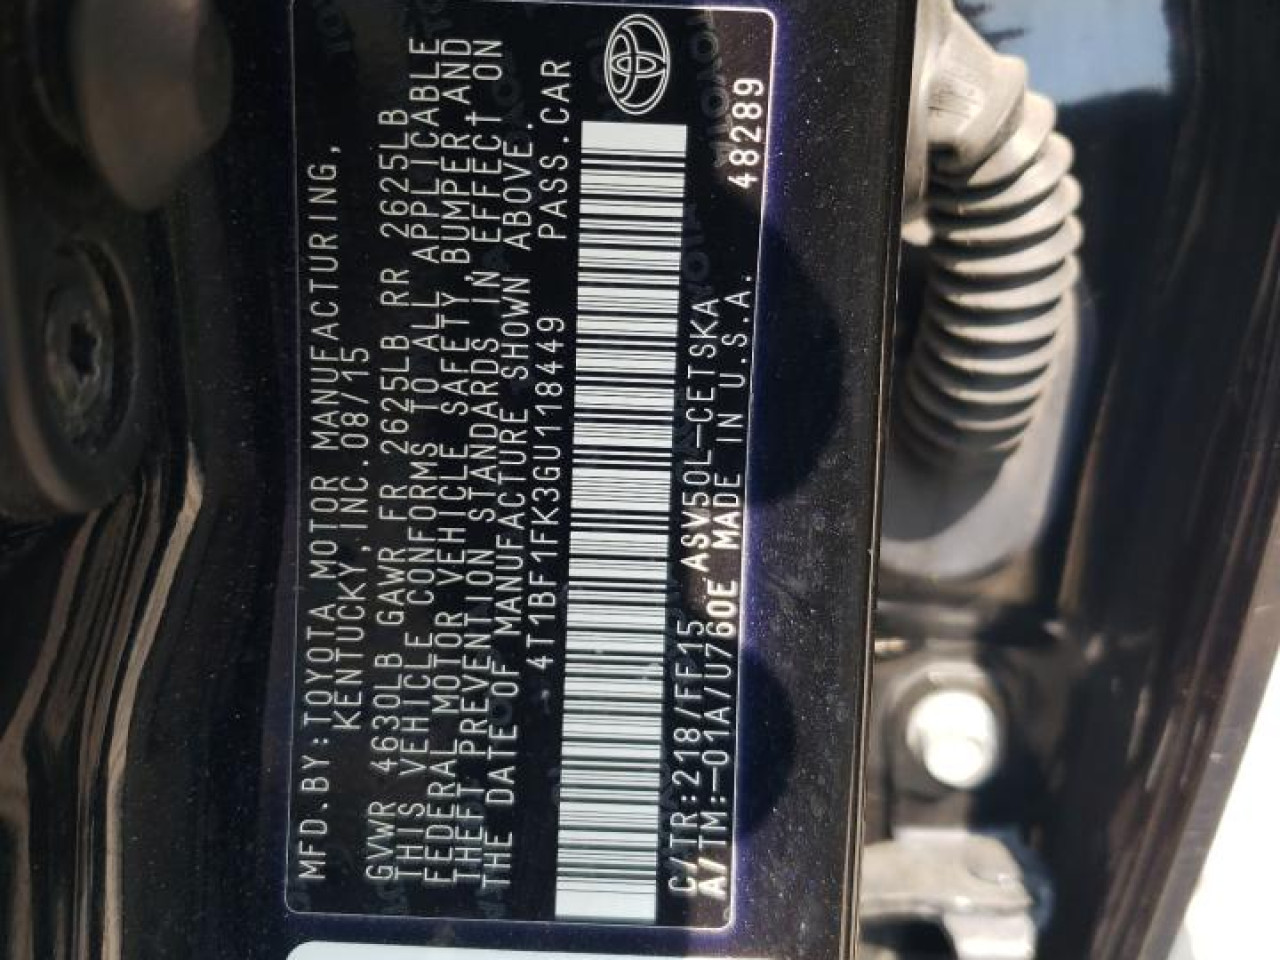 MFD.BY:TOYOTA MOTOR MANUFACTURING,
KENTUCKY,INC.08/15
GVWR 4630LB GAWR FR 2625LB RR 2625LB
THIS VEHICLE CONFORMS TO ALL APPLICABLE
FEDERAL MOTOR VEHICLE SAFETY,BUMPER,AND
THEFT PREVENTION STANDARDS IN EFFECT ON
THE DATE OF MANUFACTURE SHOWN ABOVE.
4T1BF1FK3GU118449 PASS.CAR
C/TR:218/FF15 ASV50L-CETSKA
A/TM:-01A/U760E MADE IN U.S.A.
48289